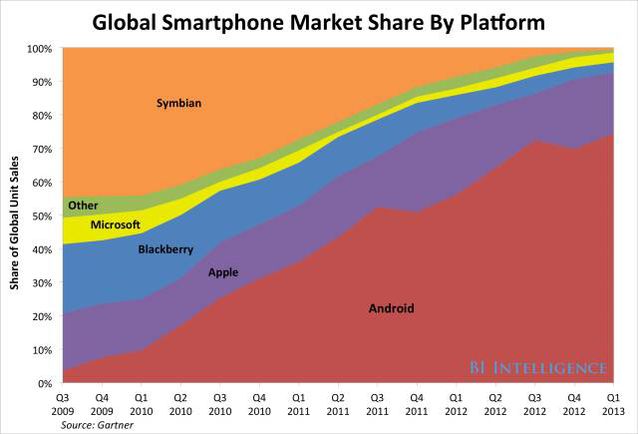 Global Smartphone Market Share By Platform
Share of Global Unit Sales
100%
90%
80%
70%
60%
50%
40%
30%
20%
10%
0%
Symbian
Other
Microsoft
Blackberry
Apple
Android
BI INTELLIGENCE
Q3 Q4 Q1 Q2 Q3 Q4 Q1 Q2 Q3 Q4 Q1 Q2 Q3 Q4 Q1
2009 2009 2010 2010 2010 2010 2011 2011 2011 2011 2012 2012 2012 2012 2013
Source: Gartner